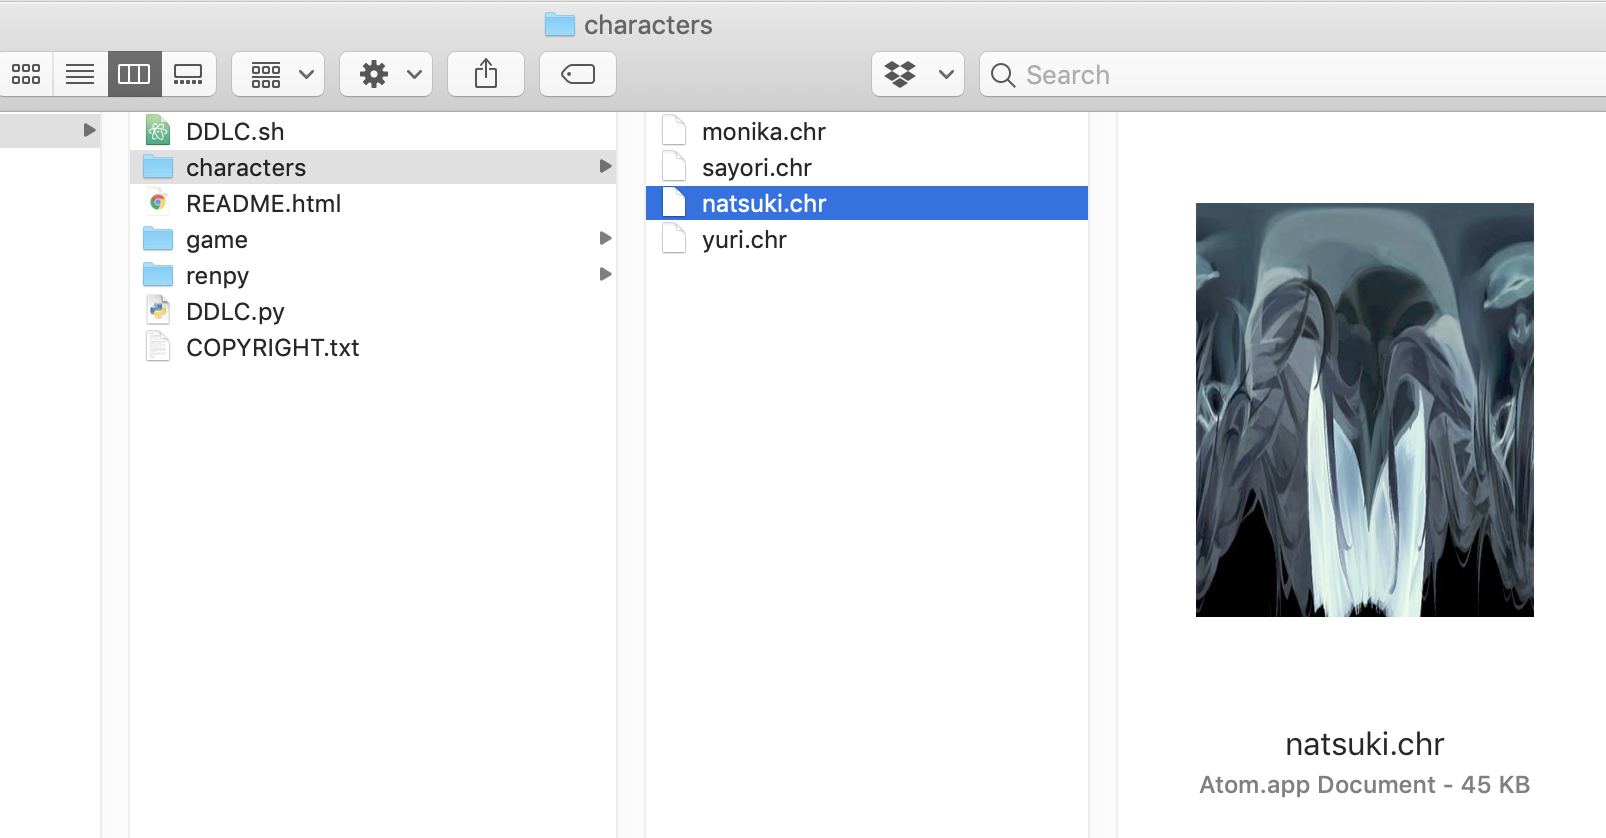 characters
Search
DDLC.sh
characters
README.html
game
renpy
DDLC.py
COPYRIGHT.txt
monika.chr
sayori.chr
natsuki.chr
yuri.chr
natsuki.chr
Atom.app Document - 45 KB